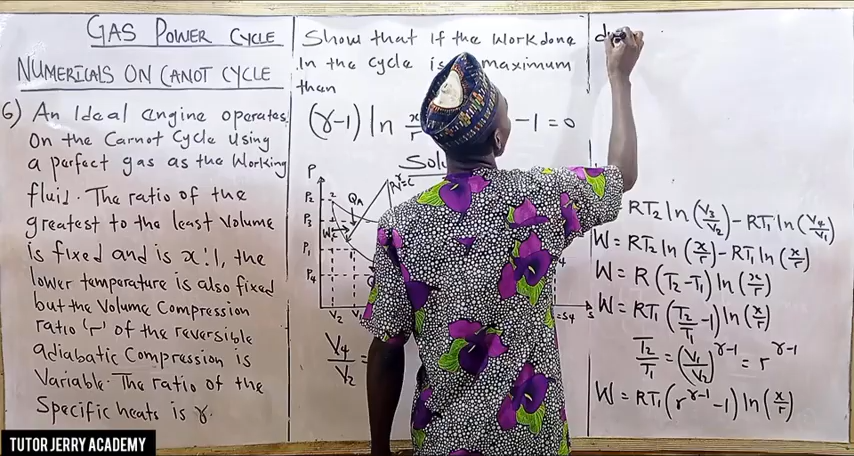 GAS POWER CYCLE
NUMERICALS ON CANOT CYCLE
6) An Ideal engine operates
On the Carnot Cycle Using
a perfect gas as the Working
fluid. The ratio of the
greatest to the least Volume
is fixed and is x:1, the
lower temperature is also fixed
but the Volume Compression
ratio 'r' of the reversible
adiabatic Compression is
Variable. The ratio of the
Specific heats is γ.
Show that if the Workdone
In the cycle is maximum
then
(γ-1) ln x/r - 1 = 0
Solu
P
P2
P3
P1
P4
QA
V2
S
V4/V2 =
RT2 ln(V3/V2) - RT1 ln(V4/V1)
W = RT2 ln(x/r) - RT1 ln(x/r)
W = R(T2-T1) ln(x/r)
W = RT1(T2/T1 - 1) ln(x/r)
T2/T1 = (V1/V2)^γ-1 = r^γ-1
W = RT1(r^γ-1 - 1) ln(x/r)
TUTOR JERRY ACADEMY